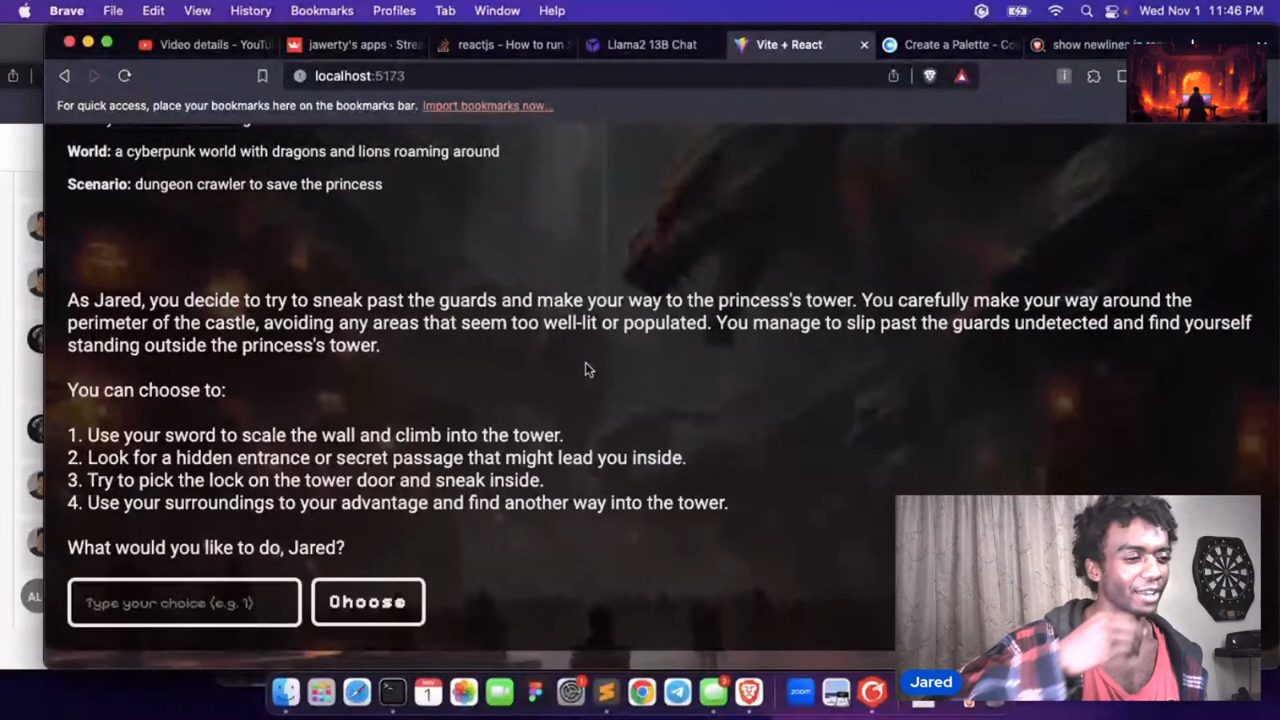 Brave File Edit View History Bookmarks Profiles Tab Window Help Wed Nov 1 11:46 PM
Video details - YouTu jawerty's apps · Stre reactjs - How to run Llama2 13B Chat Vite + React Create a Palette - Co
localhost:5173
For quick access, place your bookmarks here on the bookmarks bar. Import bookmarks now...
World: a cyberpunk world with dragons and lions roaming around
Scenario: dungeon crawler to save the princess
As Jared, you decide to try to sneak past the guards and make your way to the princess's tower. You carefully make your way around the
perimeter of the castle, avoiding any areas that seem too well-lit or populated. You manage to slip past the guards undetected and find yourself
standing outside the princess's tower.
You can choose to:
1. Use your sword to scale the wall and climb into the tower.
2. Look for a hidden entrance or secret passage that might lead you inside.
3. Try to pick the lock on the tower door and sneak inside.
4. Use your surroundings to your advantage and find another way into the tower.
What would you like to do, Jared?
Type your choice (e.g. 1)
Choose
AL
Jared
zoom